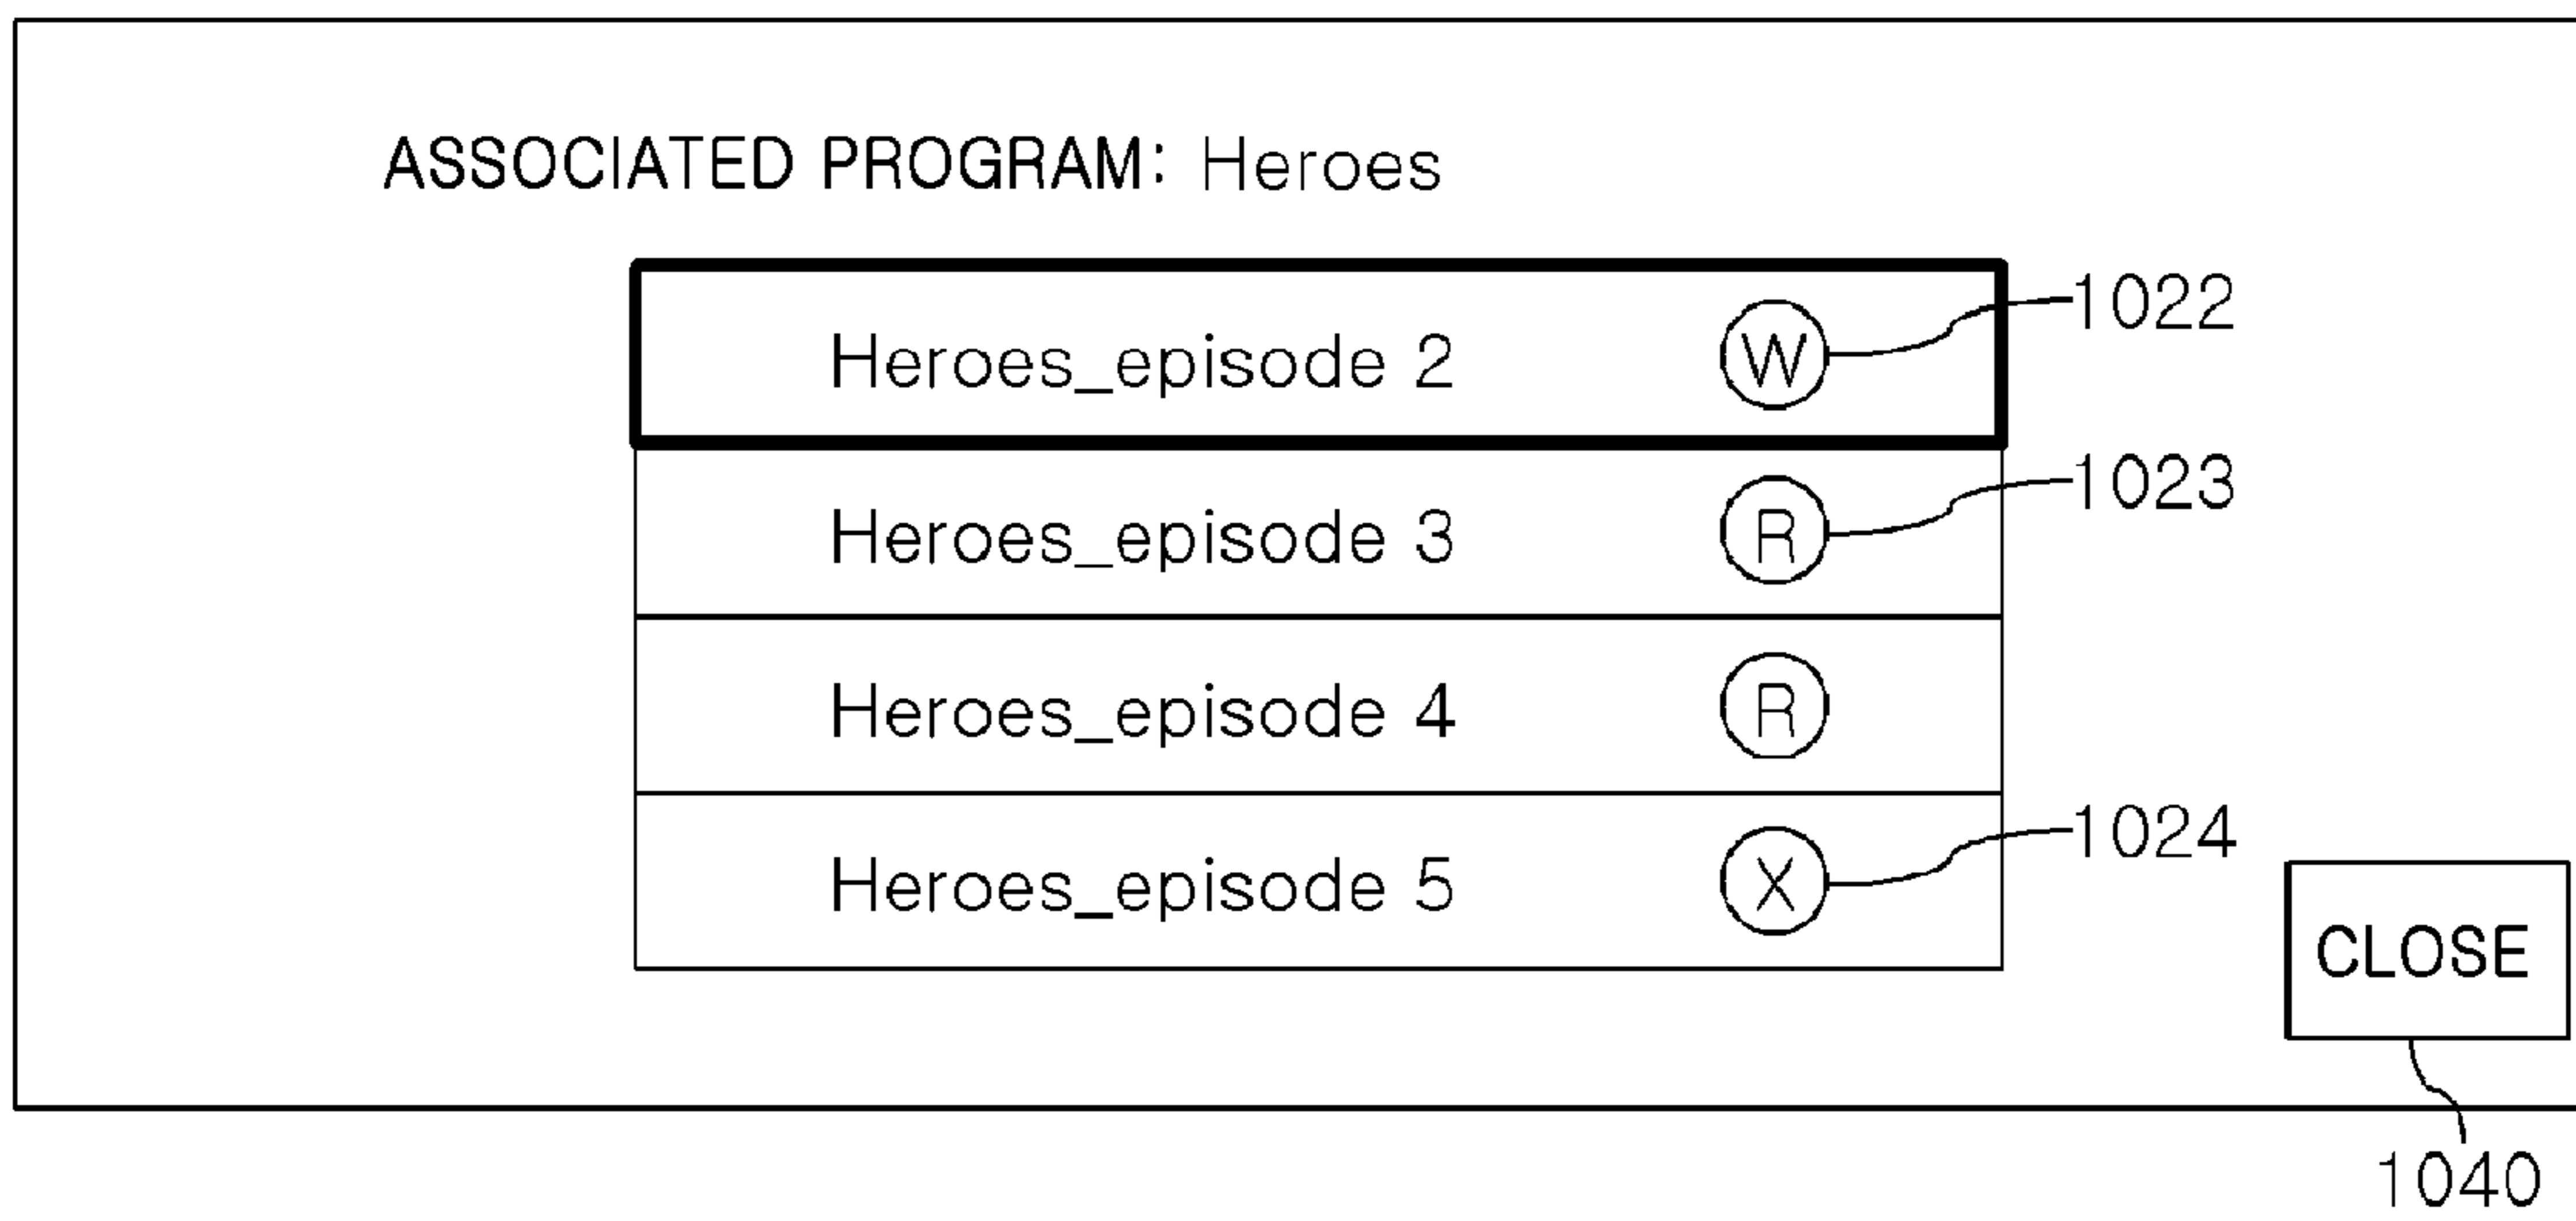 ASSOCIATED PROGRAM: Heroes
Heroes_episode 2 W 1022
Heroes_episode 3 R 1023
Heroes_episode 4 R
Heroes_episode 5 X 1024
CLOSE
1040